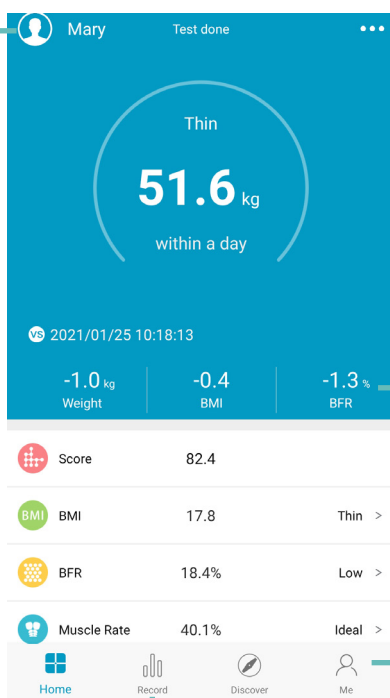 Mary
Test done
Thin
51.6 kg
within a day
VS 2021/01/25 10:18:13
-1.0 kg -0.4 -1.3 %
Weight BMI BFR
Score 82.4
BMI BMI 17.8 Thin >
BFR 18.4% Low >
Muscle Rate 40.1% Ideal >
Home Record Discover Me